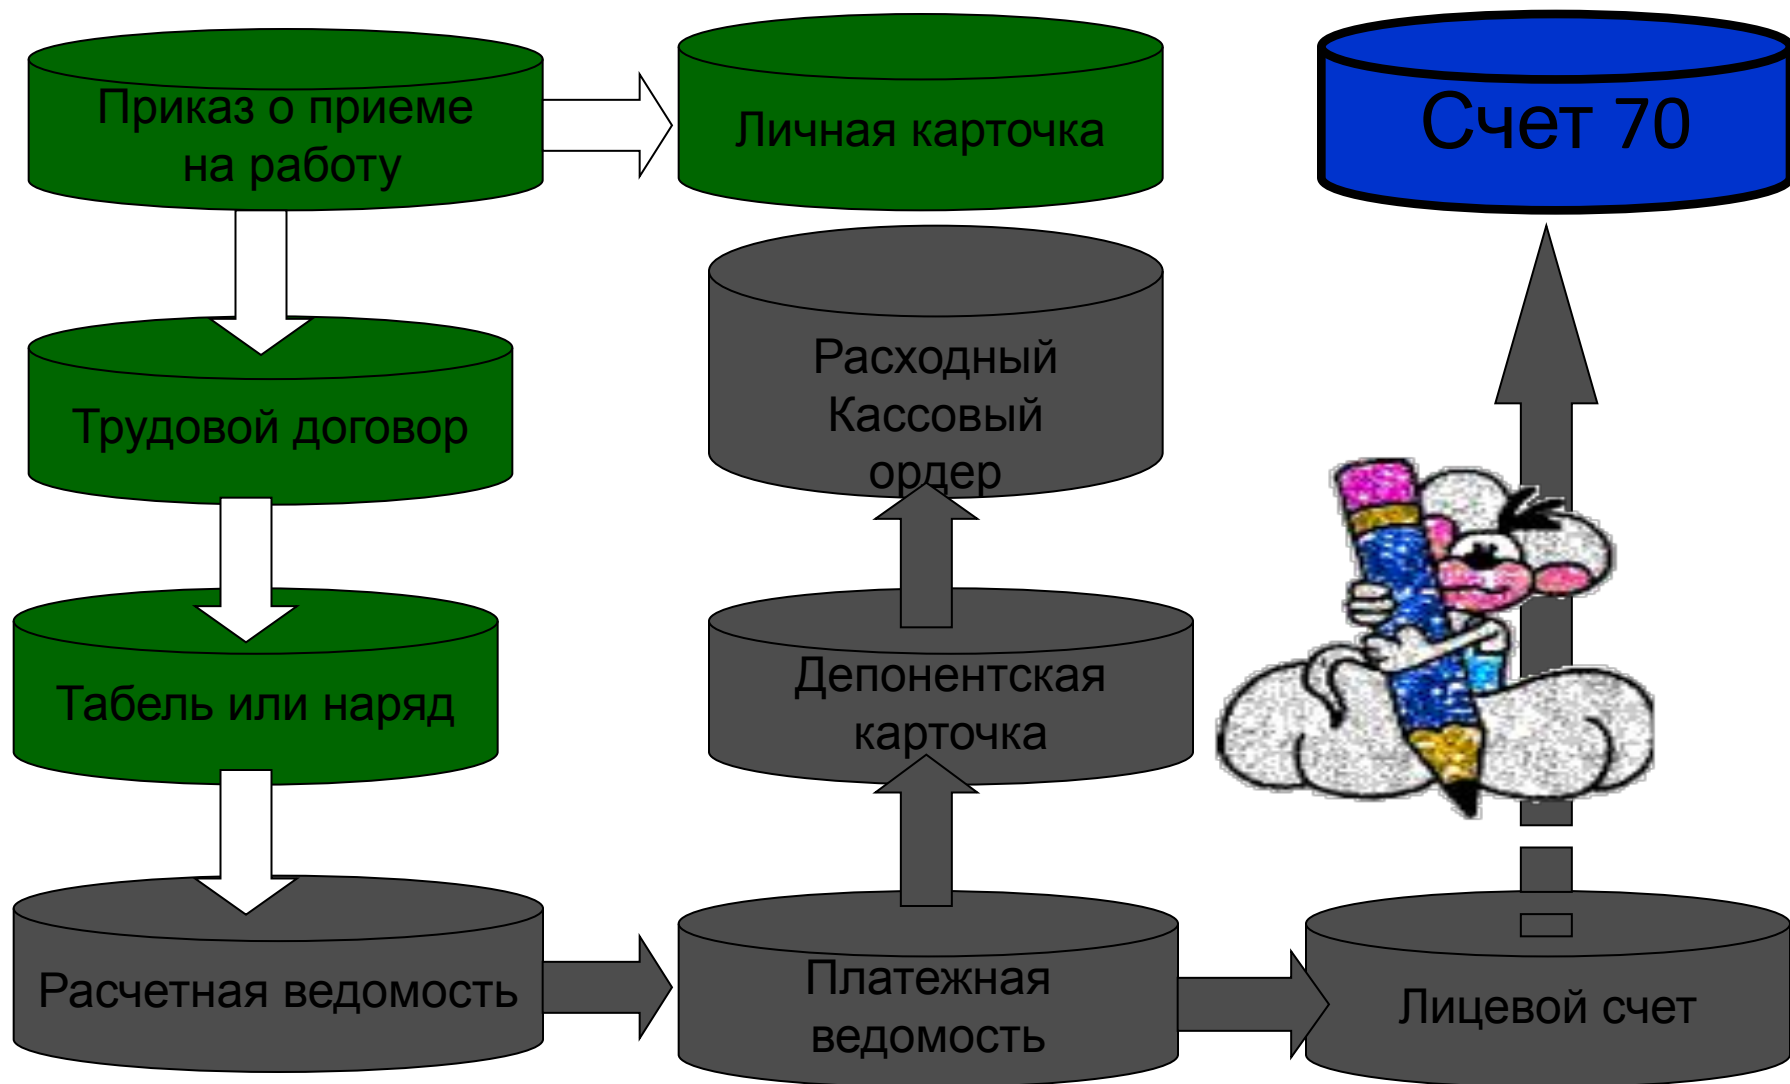 Приказ о приеме
на работу
Личная карточка
Счет 70
Расходный
Кассовый
ордер
Трудовой договор
Депонентская
карточка
Табель или наряд
Расчетная ведомость
Платежная
ведомость
Лицевой счет